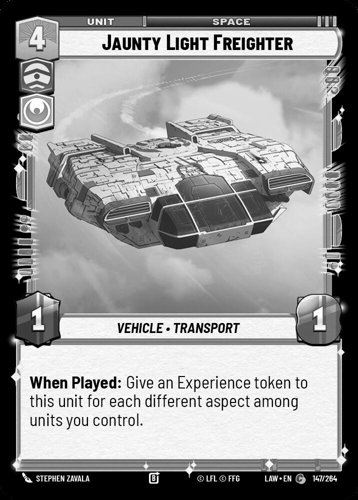 UNIT
SPACE
4
JAUNTY LIGHT FREIGHTER
1
VEHICLE • TRANSPORT
1
When Played: Give an Experience token to
this unit for each different aspect among
units you control.
STEPHEN ZAVALA
© LFL © FFG
LAW • EN
C
147/264